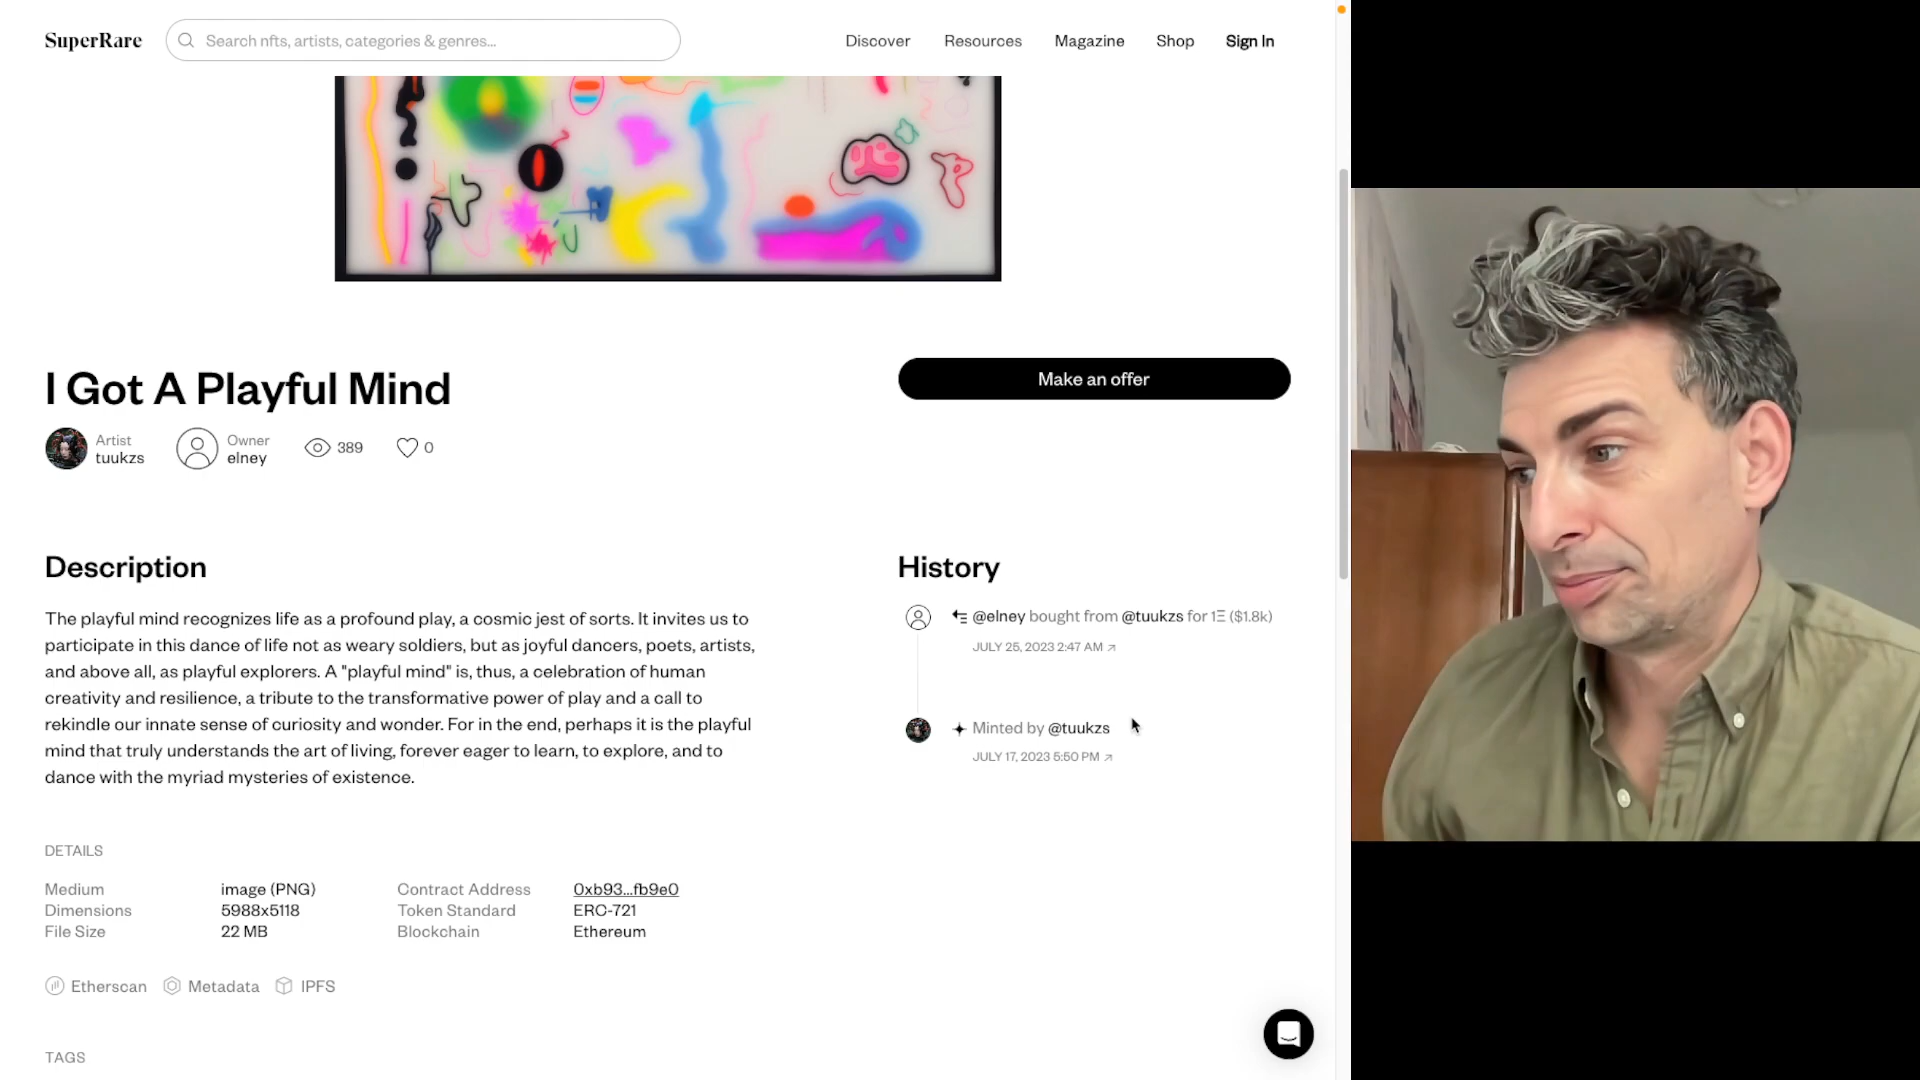 SuperRare
Search nfts, artists, categories & genres...
Discover
Resources
Magazine
Shop
Sign In
I Got A Playful Mind
Make an offer
Artist
tuukzs
Owner
elney
389
0
Description
The playful mind recognizes life as a profound play, a cosmic jest of sorts. It invites us to
participate in this dance of life not as weary soldiers, but as joyful dancers, poets, artists,
and above all, as playful explorers. A "playful mind" is, thus, a celebration of human
creativity and resilience, a tribute to the transformative power of play and a call to
rekindle our innate sense of curiosity and wonder. For in the end, perhaps it is the playful
mind that truly understands the art of living, forever eager to learn, to explore, and to
dance with the myriad mysteries of existence.
History
@elney bought from @tuukzs for 1Ξ ($1.8k)
JULY 25, 2023 2:47 AM ↗
Minted by @tuukzs
JULY 17, 2023 5:50 PM ↗
DETAILS
Medium image (PNG) Contract Address 0xb93...fb9e0
Dimensions 5988x5118 Token Standard ERC-721
File Size 22 MB Blockchain Ethereum
Etherscan Metadata IPFS
TAGS